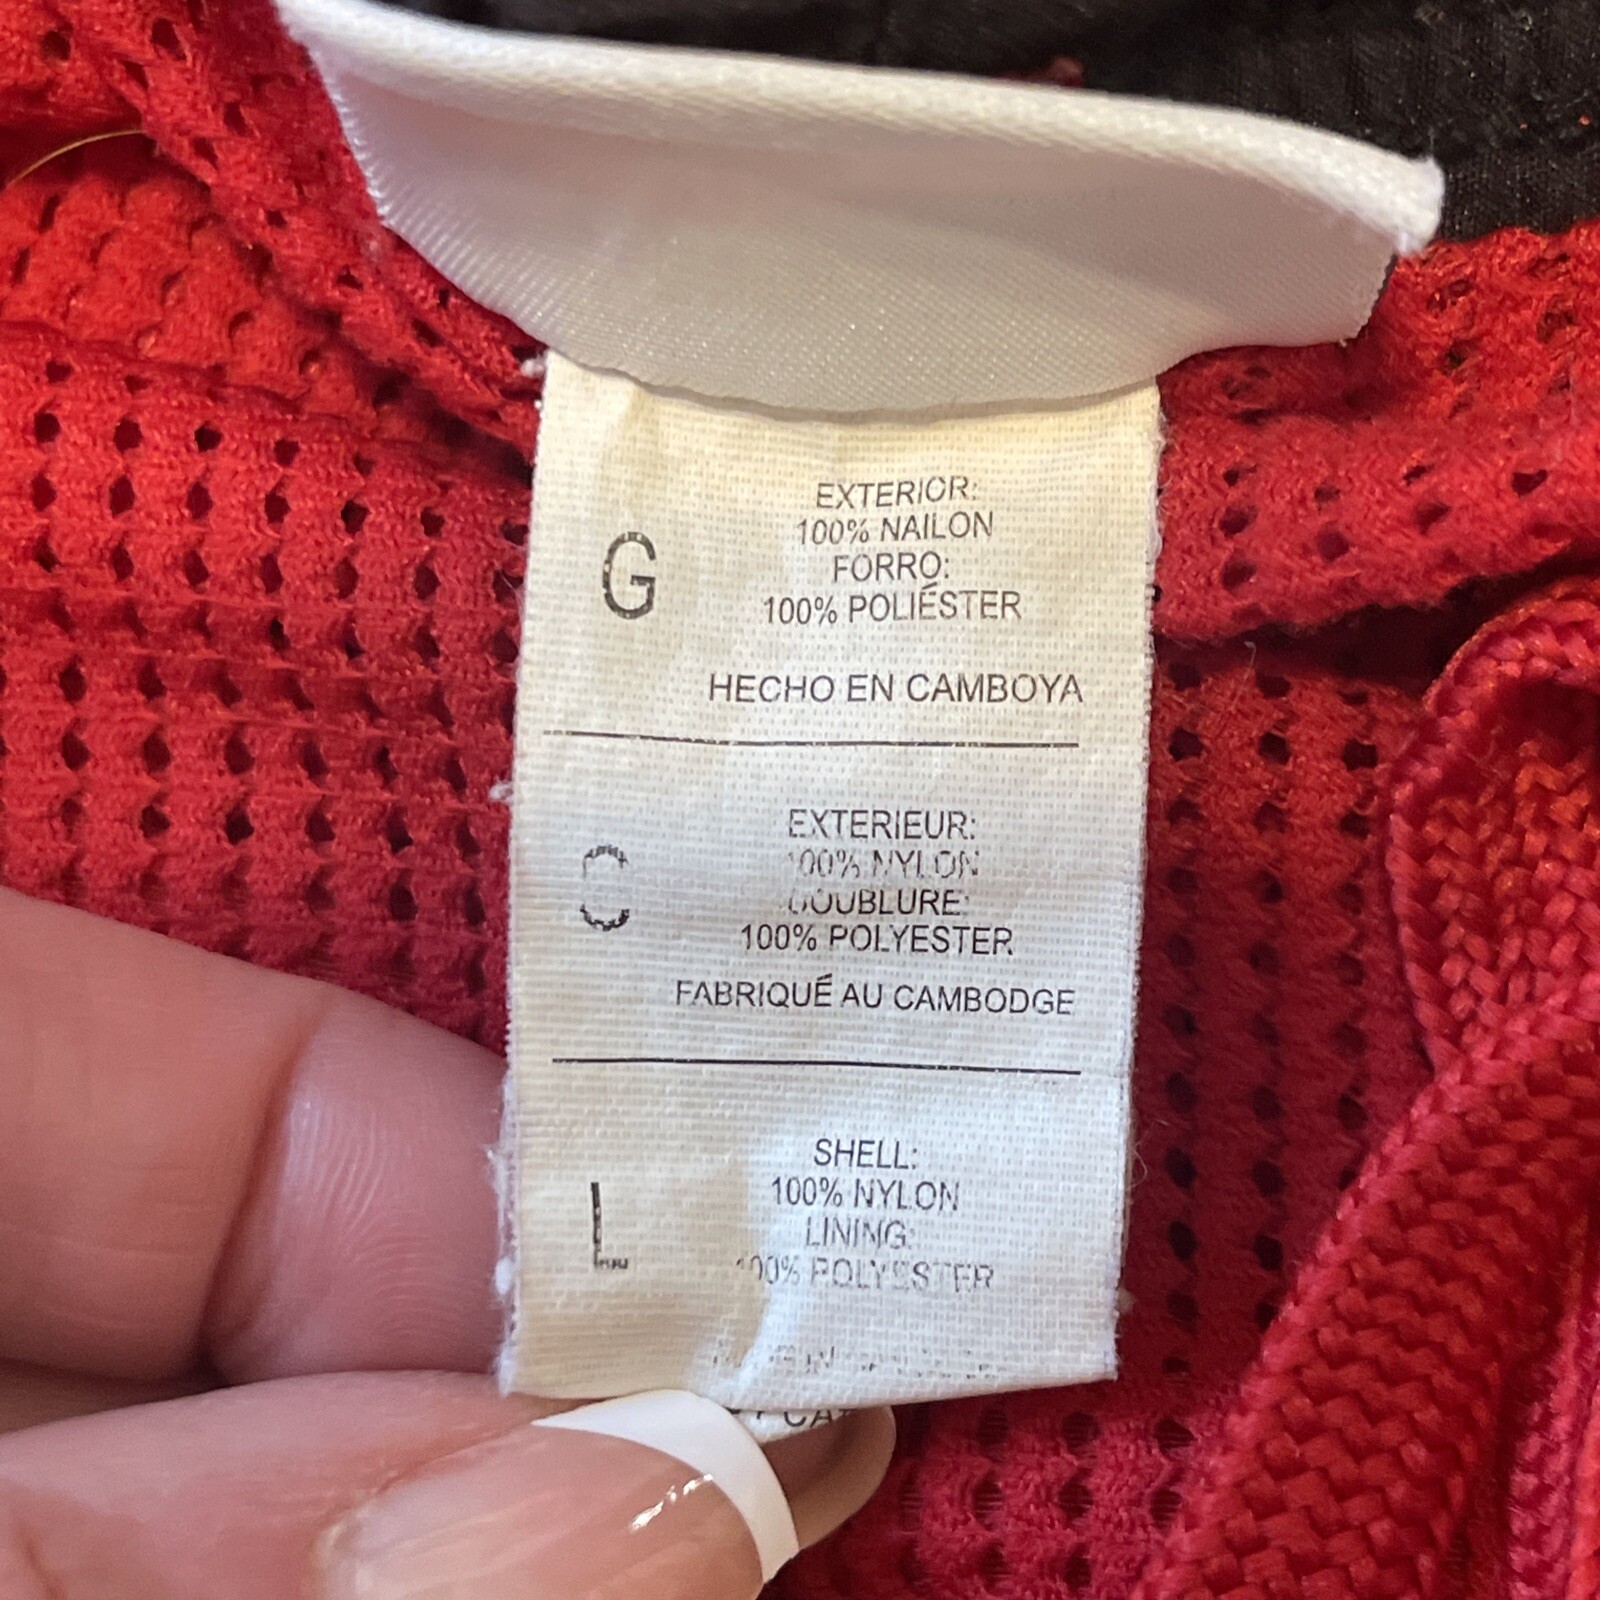 G
EXTERIOR:
100% NAILON
FORRO:
100% POLIÉSTER
HECHO EN CAMBOYA
EXTERIEUR:
100% NYLON
DOUBLURE:
100% POLYESTER
FABRIQUÉ AU CAMBODGE
L
SHELL:
100% NYLON
LINING:
100% POLYESTER